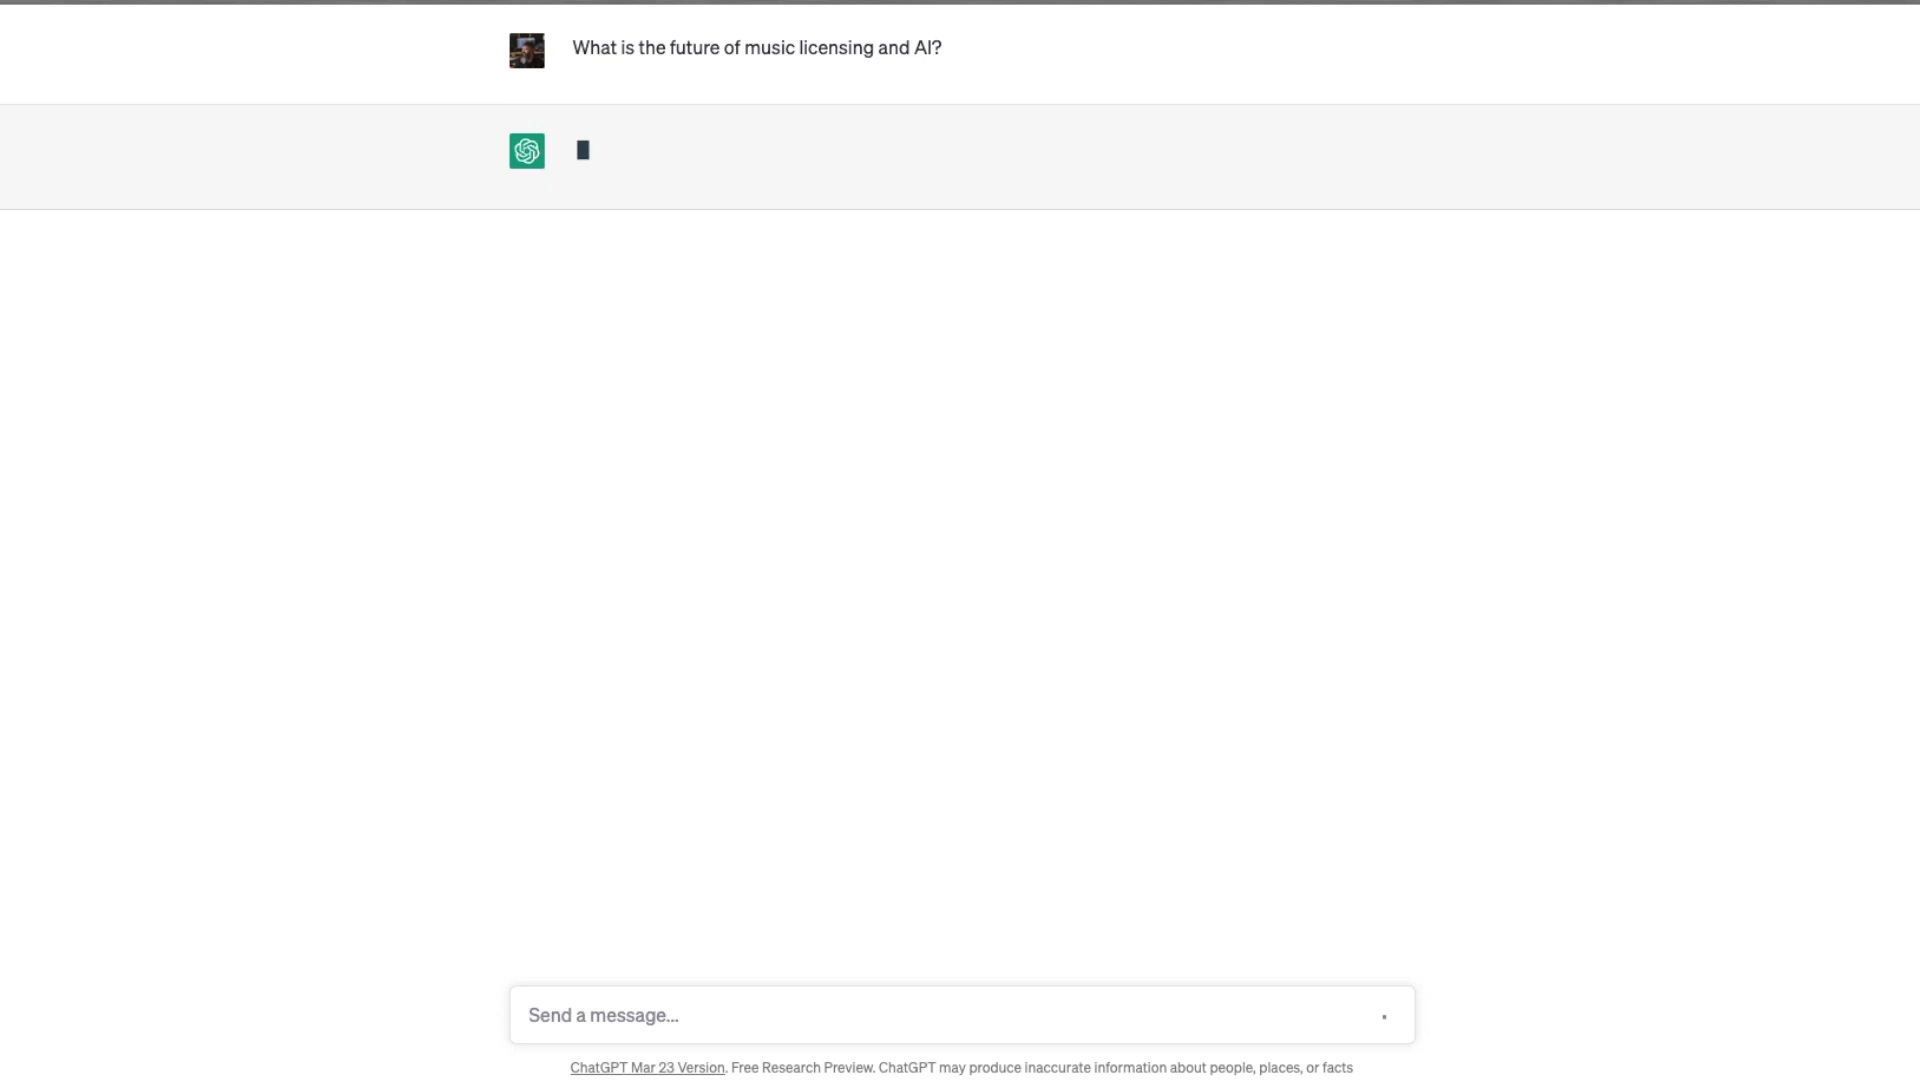 What is the future of music licensing and AI?
Send a message...
ChatGPT Mar 23 Version. Free Research Preview. ChatGPT may produce inaccurate information about people, places, or facts